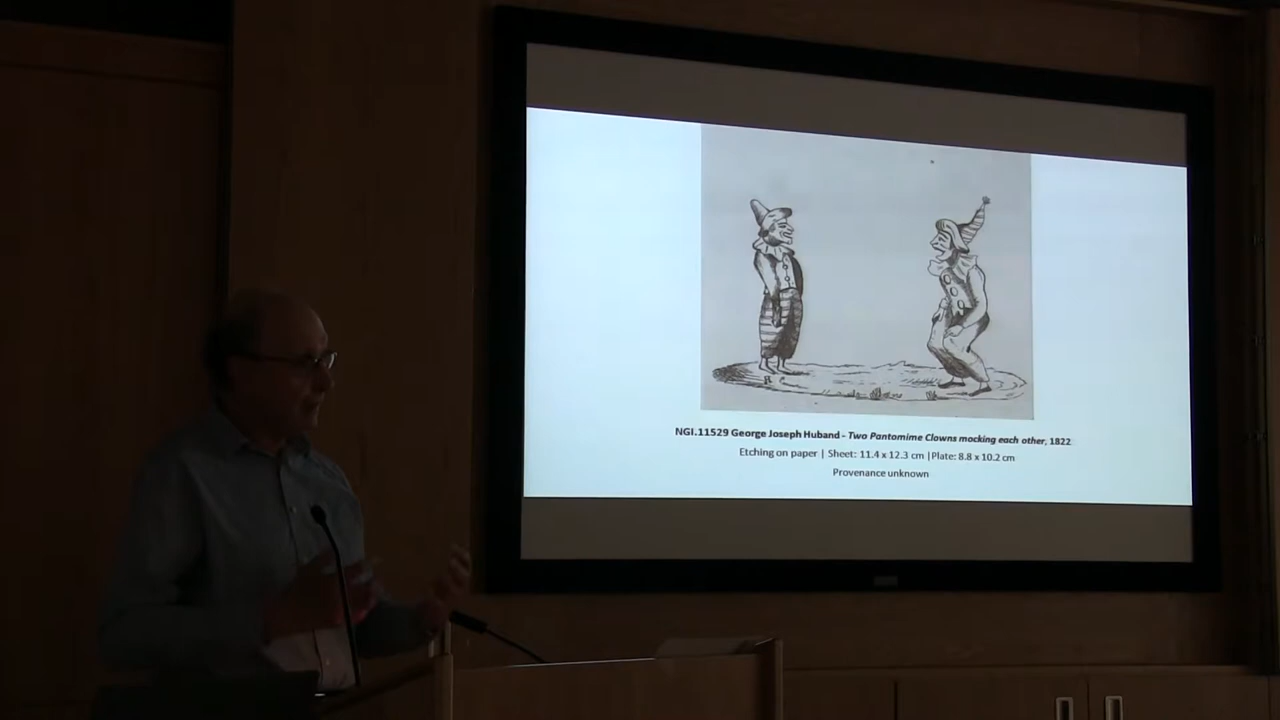 NGI.11529 George Joseph Huband - Two Pantomime Clowns mocking each other, 1822
Etching on paper | Sheet: 11.4 x 12.3 cm |Plate: 8.8 x 10.2 cm
Provenance unknown